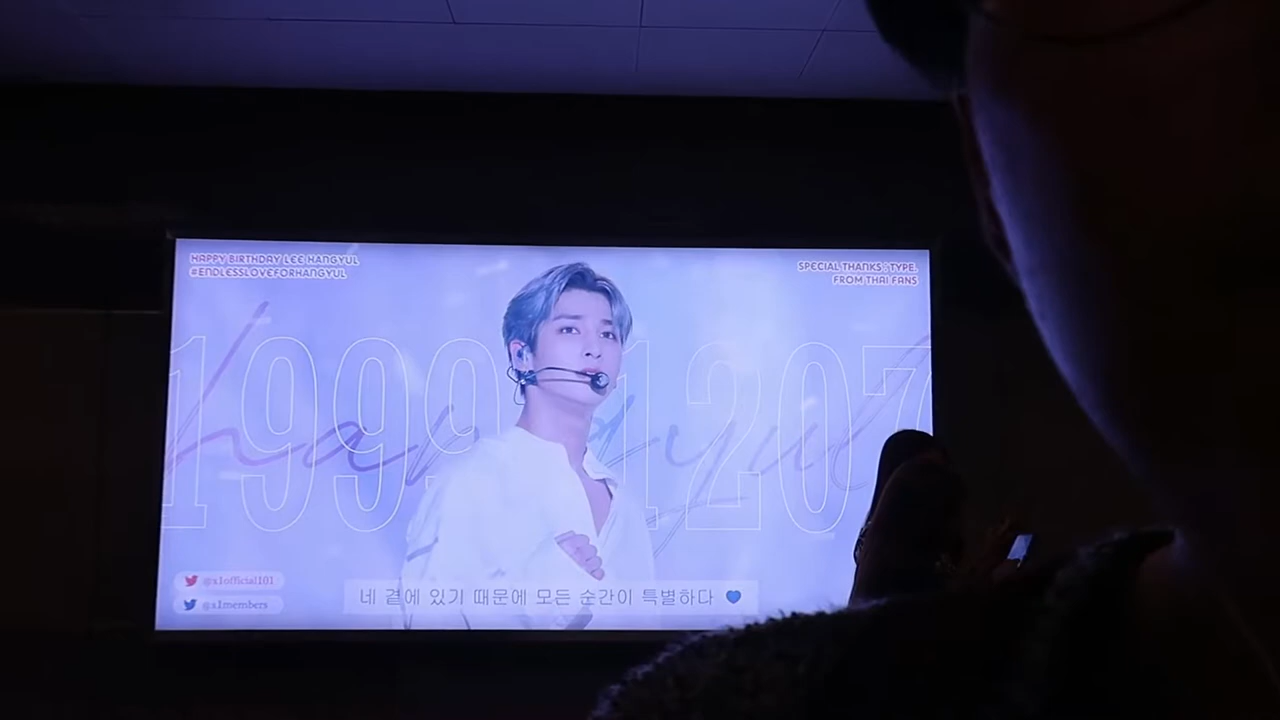 HAPPY BIRTHDAY LEE HANGYUL
#ENDLESSLOVEFORHANGYUL
SPECIAL THANKS : TYPE.
FROM THAI FANS
1999 1207
hangyul
@x1official101
@x1members
네 곁에 있기 때문에 모든 순간이 특별하다